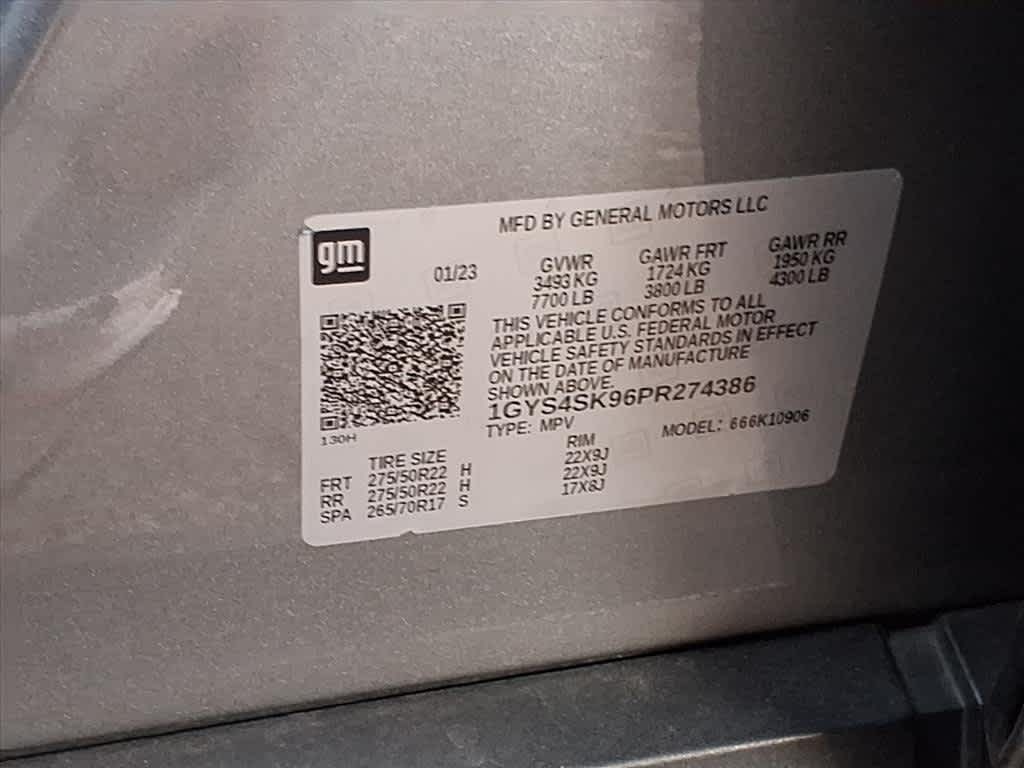 MFD BY GENERAL MOTORS LLC
gm
01/23
GVWR GAWR FRT GAWR RR
3493 KG 1724 KG 1950 KG
7700 LB 3800 LB 4300 LB
THIS VEHICLE CONFORMS TO ALL
APPLICABLE U.S. FEDERAL MOTOR
VEHICLE SAFETY STANDARDS IN EFFECT
ON THE DATE OF MANUFACTURE
SHOWN ABOVE.
1GYS4SK96PR274386
TYPE: MPV MODEL: 666K10906
130H
TIRE SIZE RIM
FRT 275/50R22 H 22X9J
RR 275/50R22 H 22X9J
SPA 265/70R17 S 17X8J